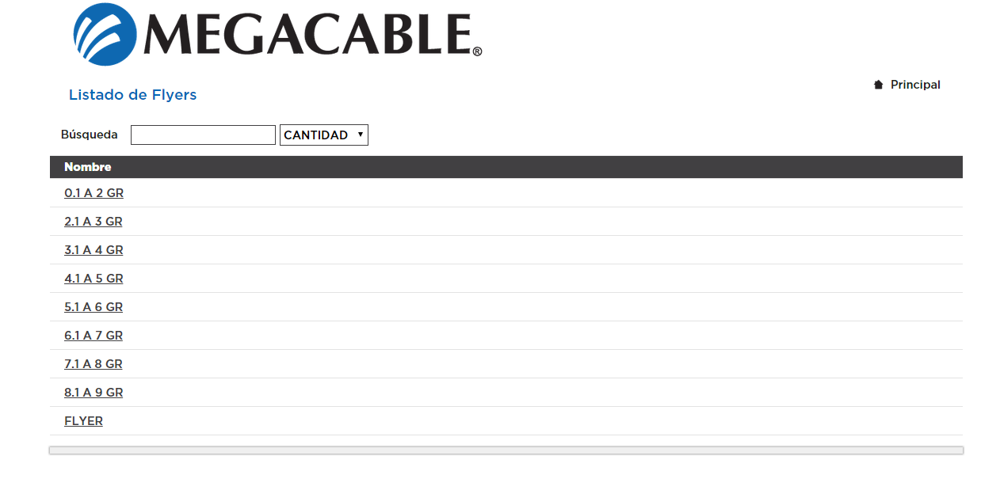 MEGACABLE®
Principal
Listado de Flyers
Búsqueda CANTIDAD
Nombre
0.1 A 2 GR
2.1 A 3 GR
3.1 A 4 GR
4.1 A 5 GR
5.1 A 6 GR
6.1 A 7 GR
7.1 A 8 GR
8.1 A 9 GR
FLYER